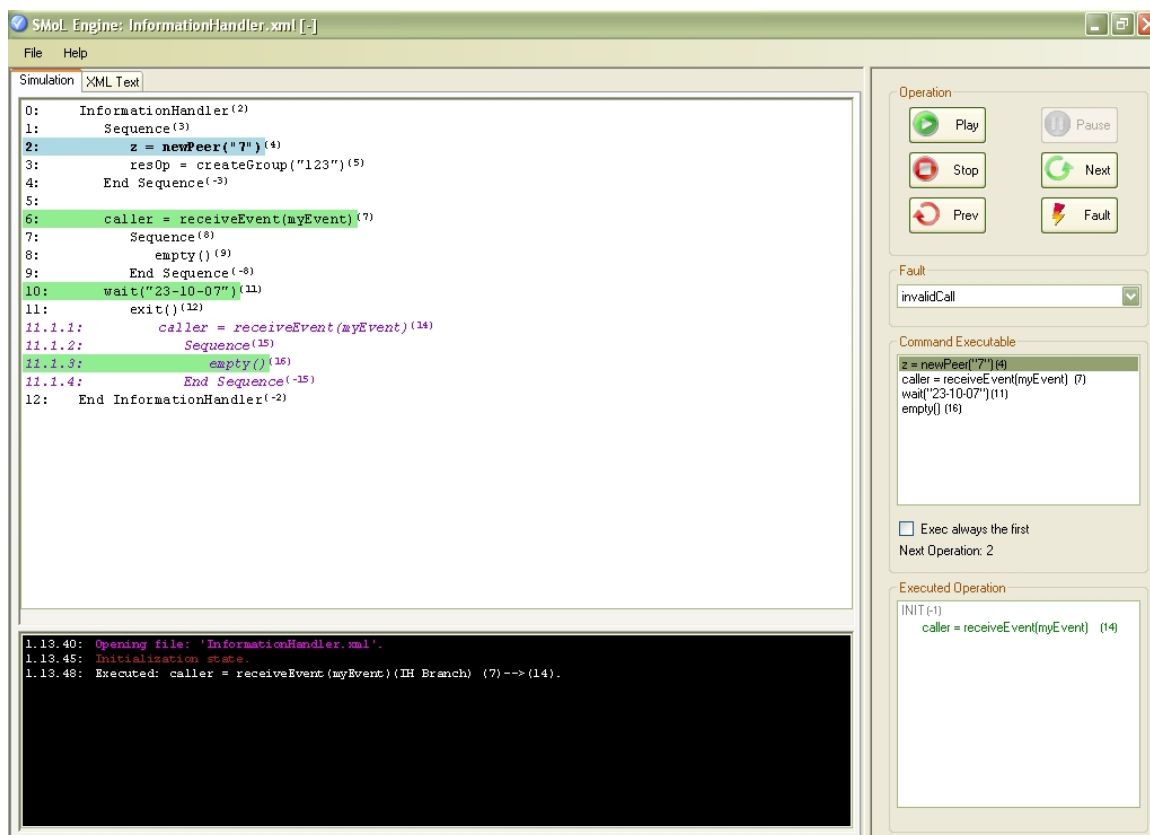 SMoL Engine: InformationHandler.xml [-]
File Help
Simulation XML Text
0: InformationHandler(2)
1: Sequence(3)
2: z = newPeer("7")(4)
3: resOp = createGroup("123")(5)
4: End Sequence(-3)
5:
6: caller = receiveEvent(myEvent)(7)
7: Sequence(8)
8: empty()(9)
9: End Sequence(-8)
10: wait("23-10-07")(11)
11: exit()(12)
11.1.1: caller = receiveEvent(myEvent)(14)
11.1.2: Sequence(15)
11.1.3: empty()(16)
11.1.4: End Sequence(-15)
12: End InformationHandler(-2)
1.13.40: Opening file: 'InformationHandler.xml'.
1.13.45: Initialization state.
1.13.48: Executed: caller = receiveEvent(myEvent)(IH Branch) (7)-->(14).
Operation
Play Pause
Stop Next
Prev Fault
Fault
invalidCall
Command Executable
z = newPeer("7")(4)
caller = receiveEvent(myEvent) (7)
wait("23-10-07")(11)
empty() (16)
Exec always the first
Next Operation: 2
Executed Operation
INIT (-1)
caller = receiveEvent(myEvent) (14)